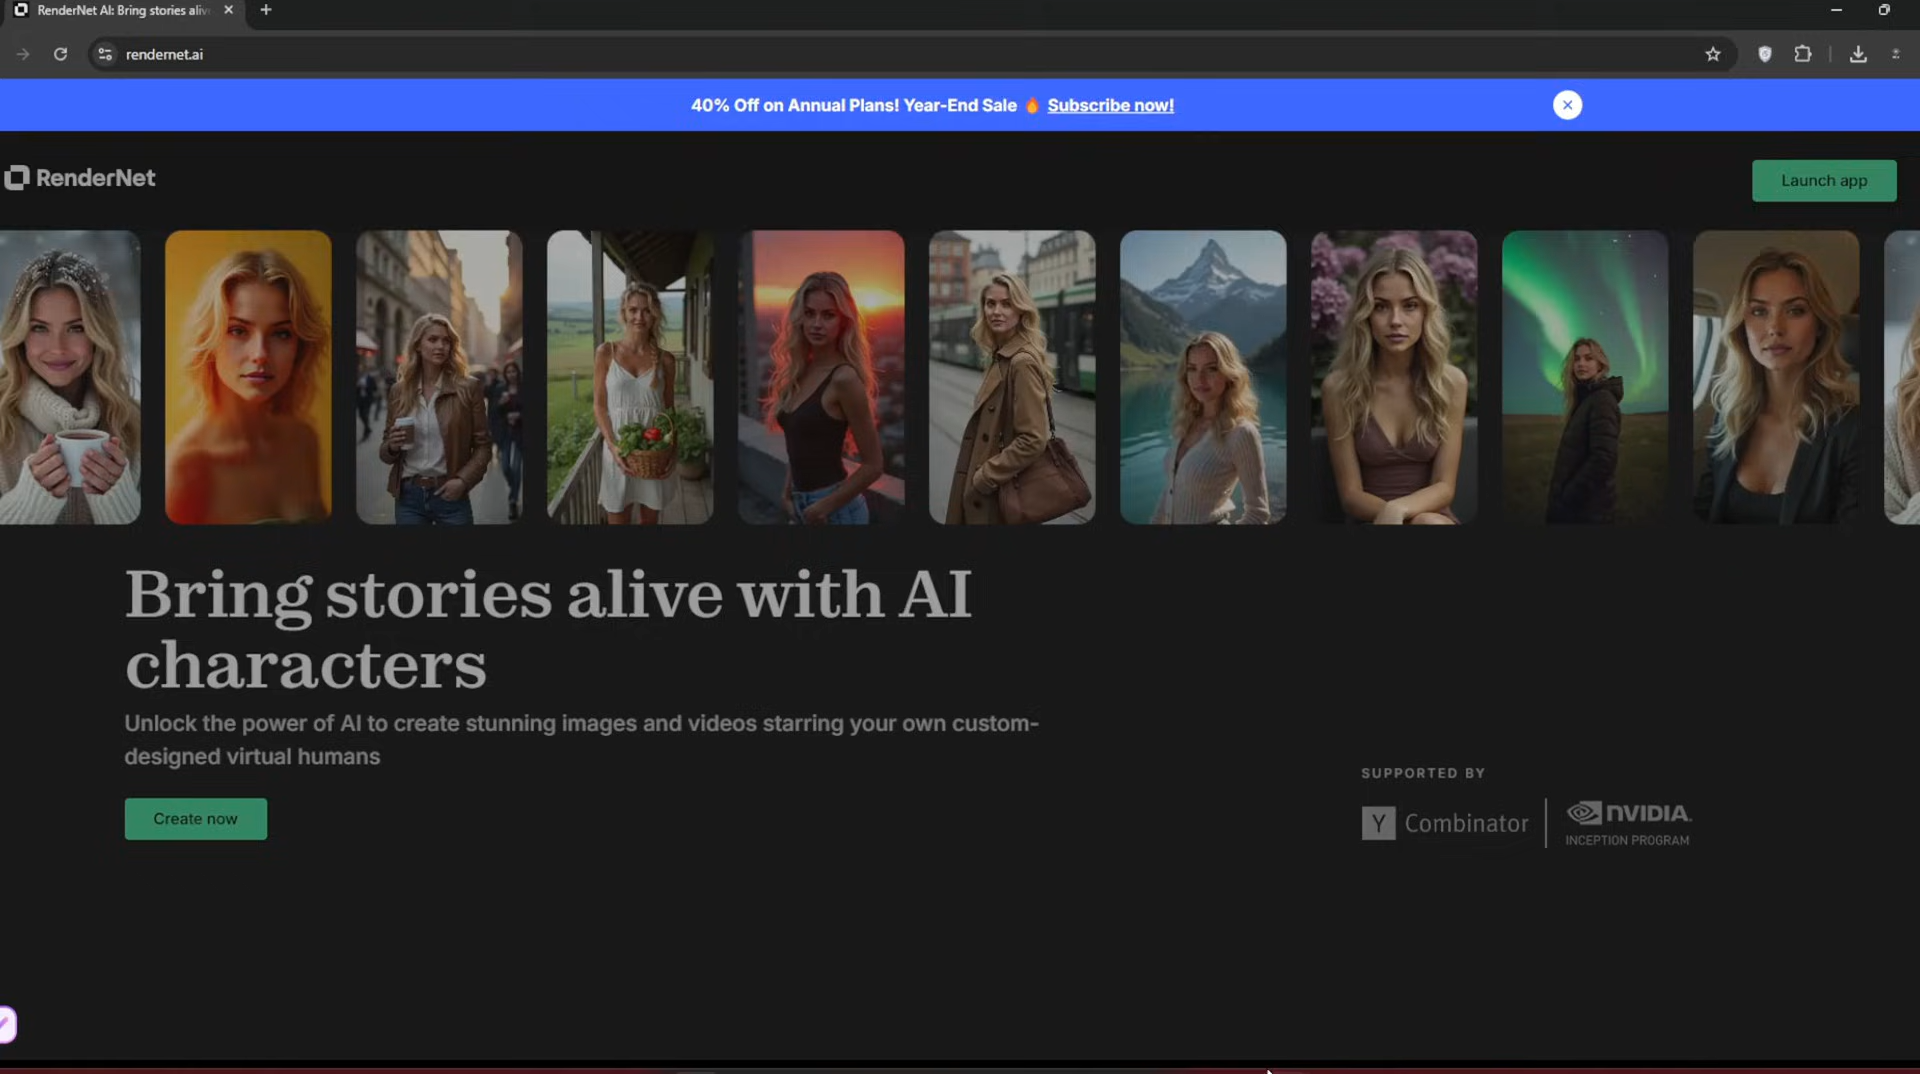 RenderNet AI: Bring stories aliv
rendernet.ai
40% Off on Annual Plans! Year-End Sale 🔥 Subscribe now!
RenderNet
Launch app
Bring stories alive with AI
characters
Unlock the power of AI to create stunning images and videos starring your own custom-
designed virtual humans
Create now
SUPPORTED BY
Y Combinator
NVIDIA.
INCEPTION PROGRAM